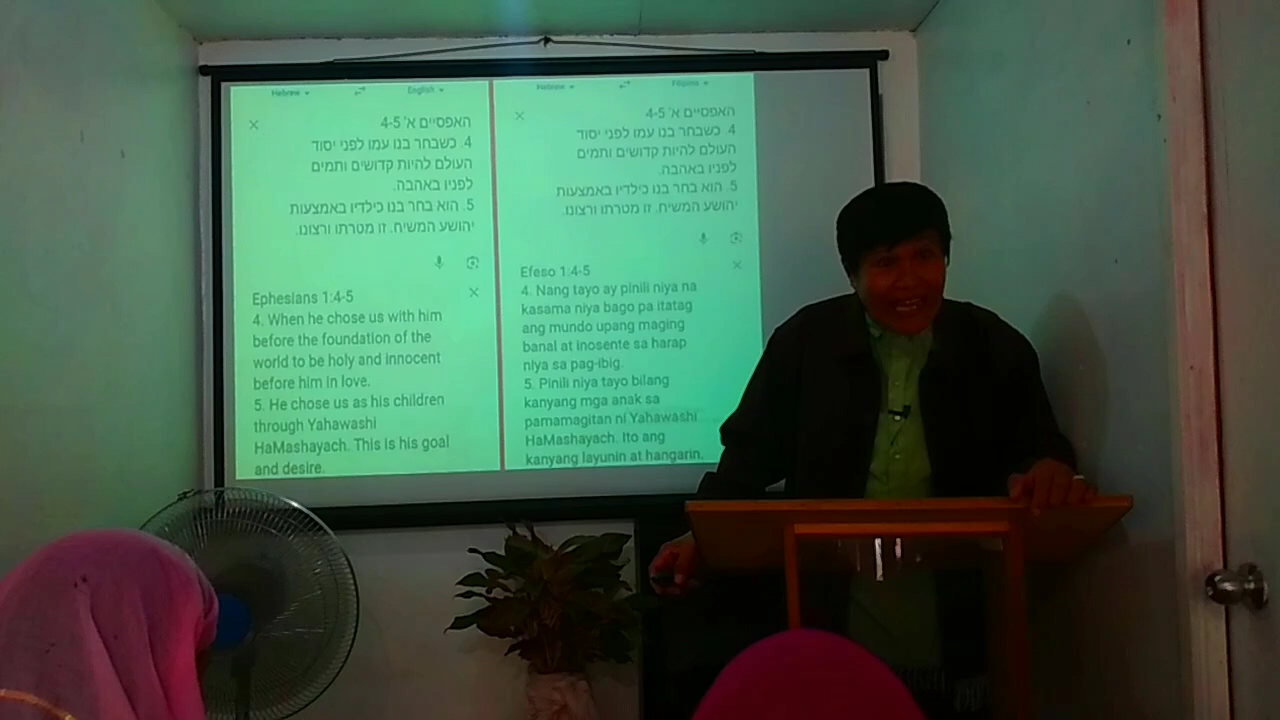 Hebrew
English
האפסיים א' 4-5
4. כשבחר בנו עמו לפני יסוד
העולם להיות קדושים ותמים
לפניו באהבה.
5. הוא בחר בנו כילדיו באמצעות
יהושע המשיח. זו מטרתו ורצונו.
Ephesians 1:4-5
4. When he chose us with him
before the foundation of the
world to be holy and innocent
before him in love.
5. He chose us as his children
through Yahawashi
HaMashayach. This is his goal
and desire.
Hebrew
Filipino
האפסיים א' 4-5
4. כשבחר בנו עמו לפני יסוד
העולם להיות קדושים ותמים
לפניו באהבה.
5. הוא בחר בנו כילדיו באמצעות
יהושע המשיח. זו מטרתו ורצונו.
Efeso 1:4-5
4. Nang tayo ay pinili niya na
kasama niya bago pa itatag
ang mundo upang maging
banal at inosente sa harap
niya sa pag-ibig.
5. Pinili niya tayo bilang
kanyang mga anak sa
pamamagitan ni Yahawashi
HaMashayach. Ito ang
kanyang layunin at hangarin.